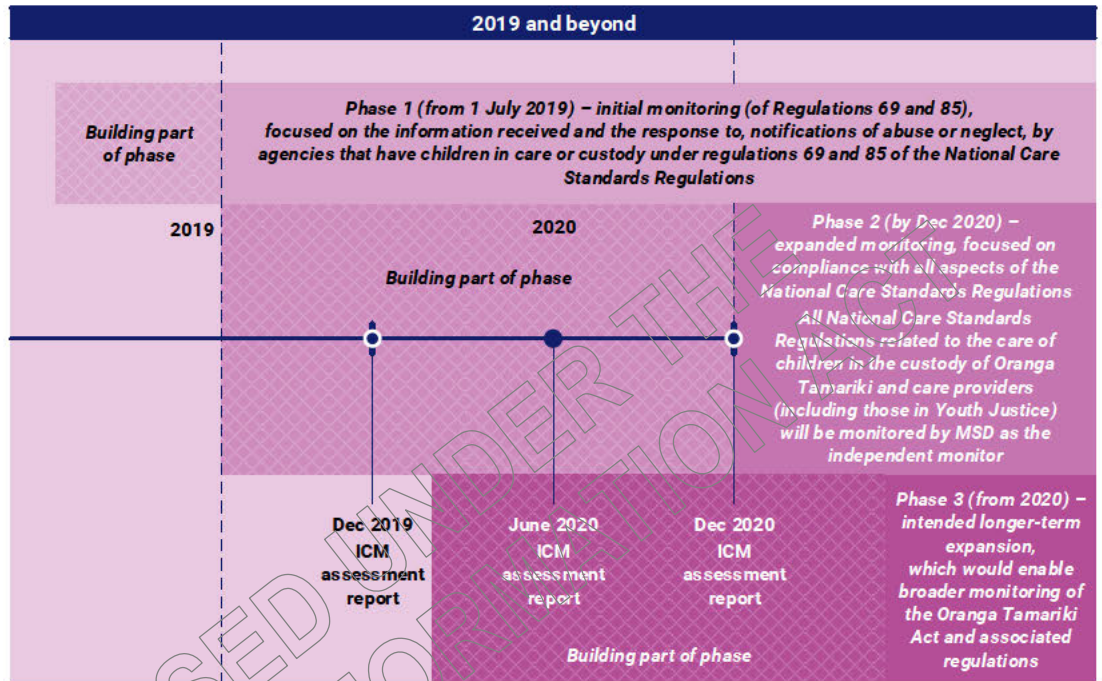 2019 and beyond
Building part
of phase
Phase 1 (from 1 July 2019) – initial monitoring (of Regulations 69 and 85),
focused on the information received and the response to, notifications of abuse or neglect, by
agencies that have children in care or custody under regulations 69 and 85 of the National Care
Standards Regulations
2019
2020
Building part of phase
Phase 2 (by Dec 2020) –
expanded monitoring, focused on
compliance with all aspects of the
National Care Standards Regulations
All National Care Standards
Regulations related to the care of
children in the custody of Oranga
Tamariki and care providers
(including those in Youth Justice)
will be monitored by MSD as the
independent monitor
Dec 2019
ICM
assessment
report
June 2020
ICM
assessment
report
Dec 2020
ICM
assessment
report
Building part of phase
Phase 3 (from 2020) –
intended longer-term
expansion,
which would enable
broader monitoring of
the Oranga Tamariki
Act and associated
regulations
SED UNDER THE
ORMATION ACT